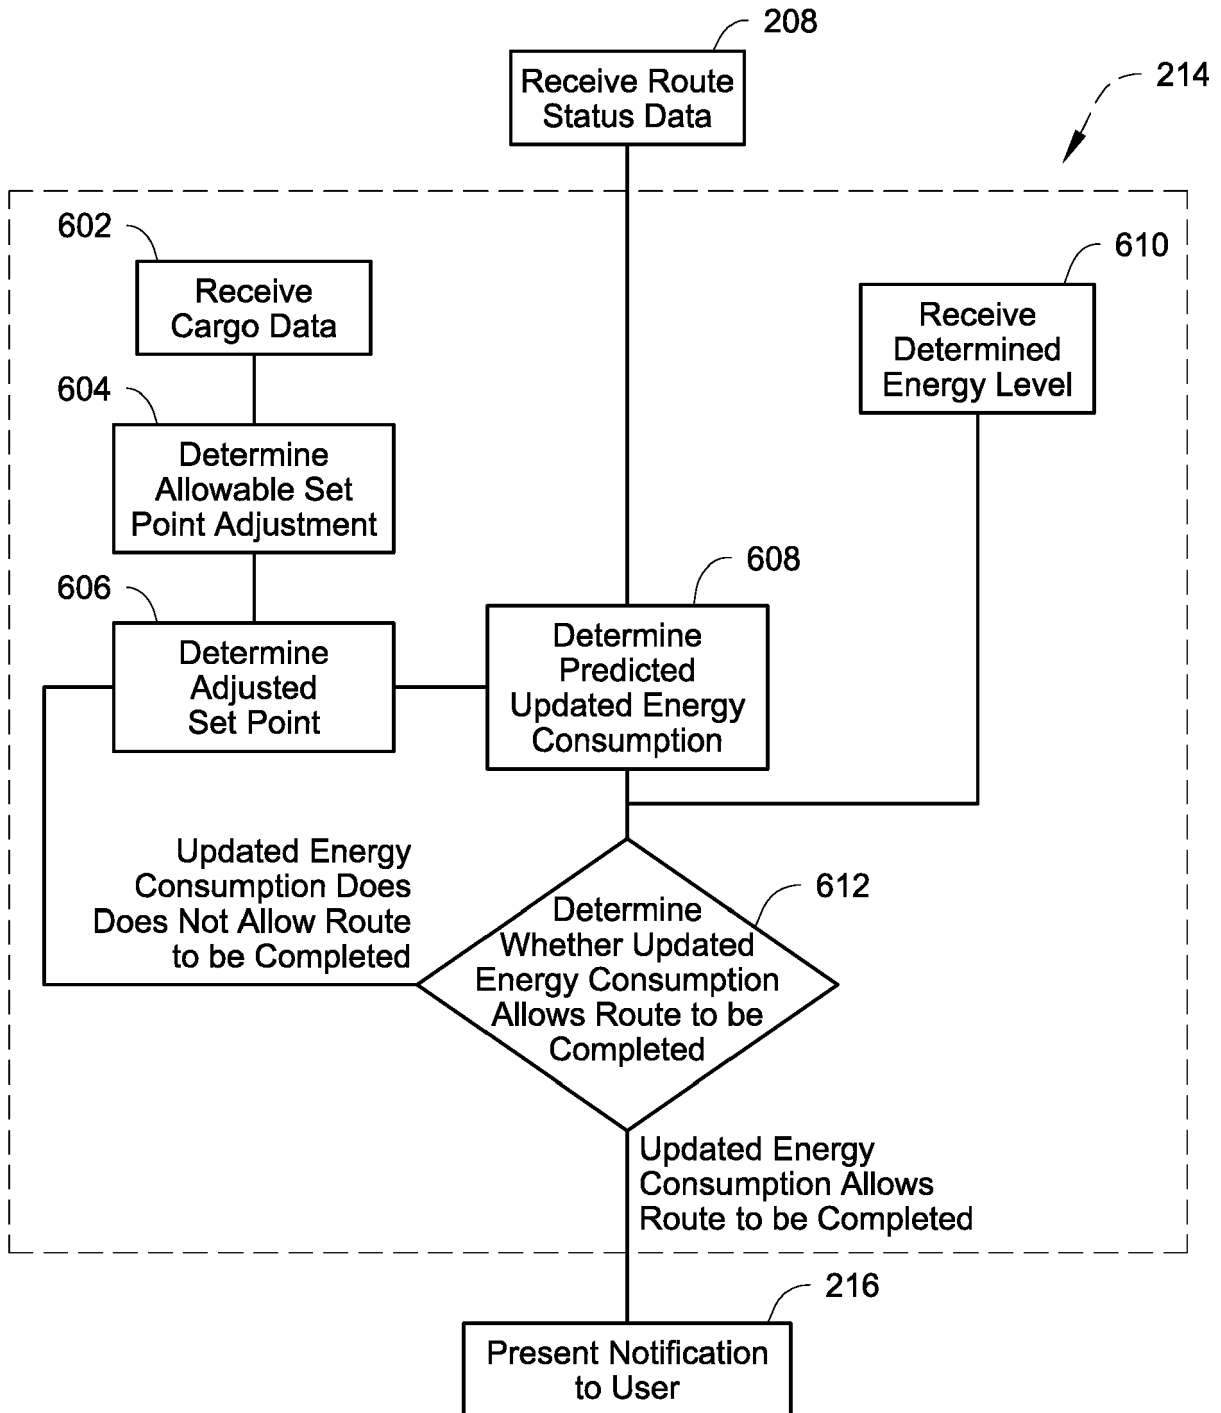 208
Receive Route
Status Data
214
602
Receive
Cargo Data
610
Receive
Determined
Energy Level
604
Determine
Allowable Set
Point Adjustment
606
Determine
Adjusted
Set Point
608
Determine
Predicted
Updated Energy
Consumption
Updated Energy
Consumption Does
Does Not Allow Route
to be Completed
612
Determine
Whether Updated
Energy Consumption
Allows Route to be
Completed
Updated Energy
Consumption Allows
Route to be Completed
216
Present Notification
to User